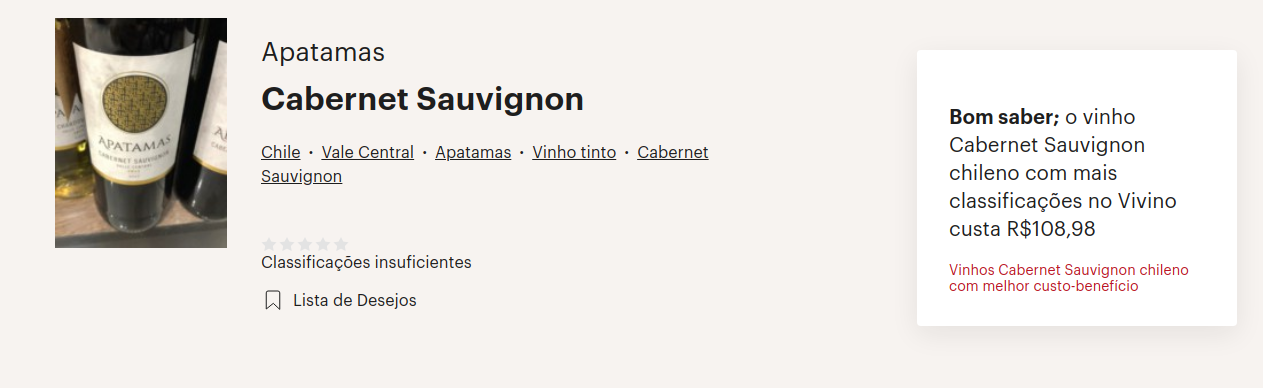 Apatamas
Cabernet Sauvignon
Chile · Vale Central · Apatamas · Vinho tinto · Cabernet
Sauvignon
Classificações insuficientes
Lista de Desejos
APATAMAS
CABERNET SAUVIGNON
Bom saber; o vinho
Cabernet Sauvignon
chileno com mais
classificações no Vivino
custa R$108,98
Vinhos Cabernet Sauvignon chileno
com melhor custo-benefício